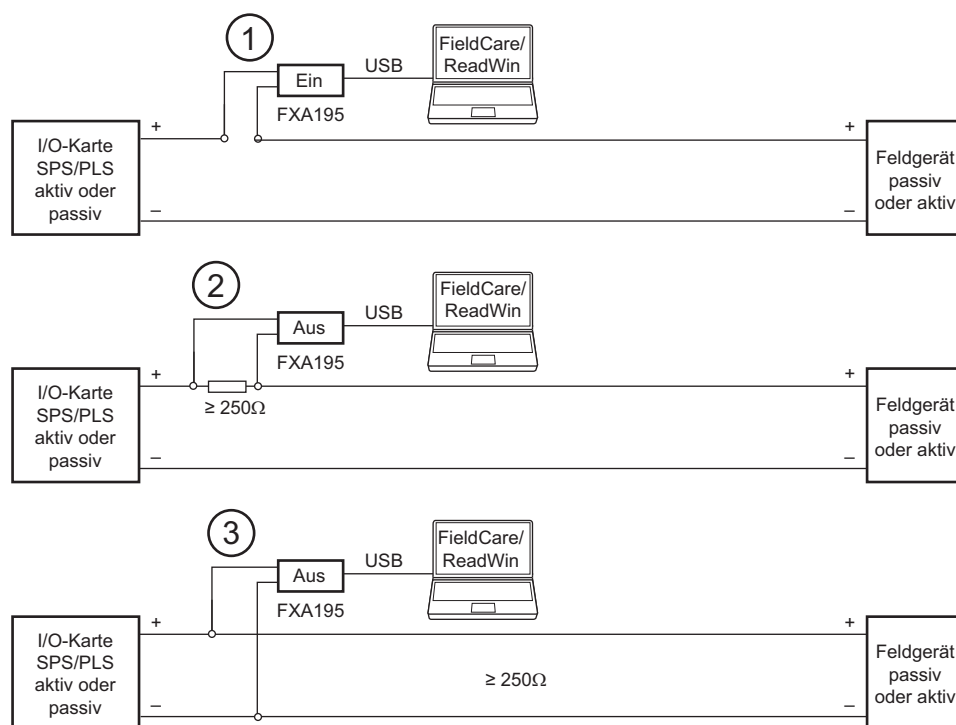 1
FieldCare/
ReadWin
USB
Ein
FXA195
+
+
I/O-Karte
SPS/PLS
aktiv oder
passiv
Feldgerät
passiv
oder aktiv
–
–
2
FieldCare/
ReadWin
USB
Aus
FXA195
+
+
I/O-Karte
SPS/PLS
aktiv oder
passiv
≥ 250Ω
Feldgerät
passiv
oder aktiv
–
–
3
FieldCare/
ReadWin
USB
Aus
FXA195
+
+
I/O-Karte
SPS/PLS
aktiv oder
passiv
≥ 250Ω
Feldgerät
passiv
oder aktiv
–
–